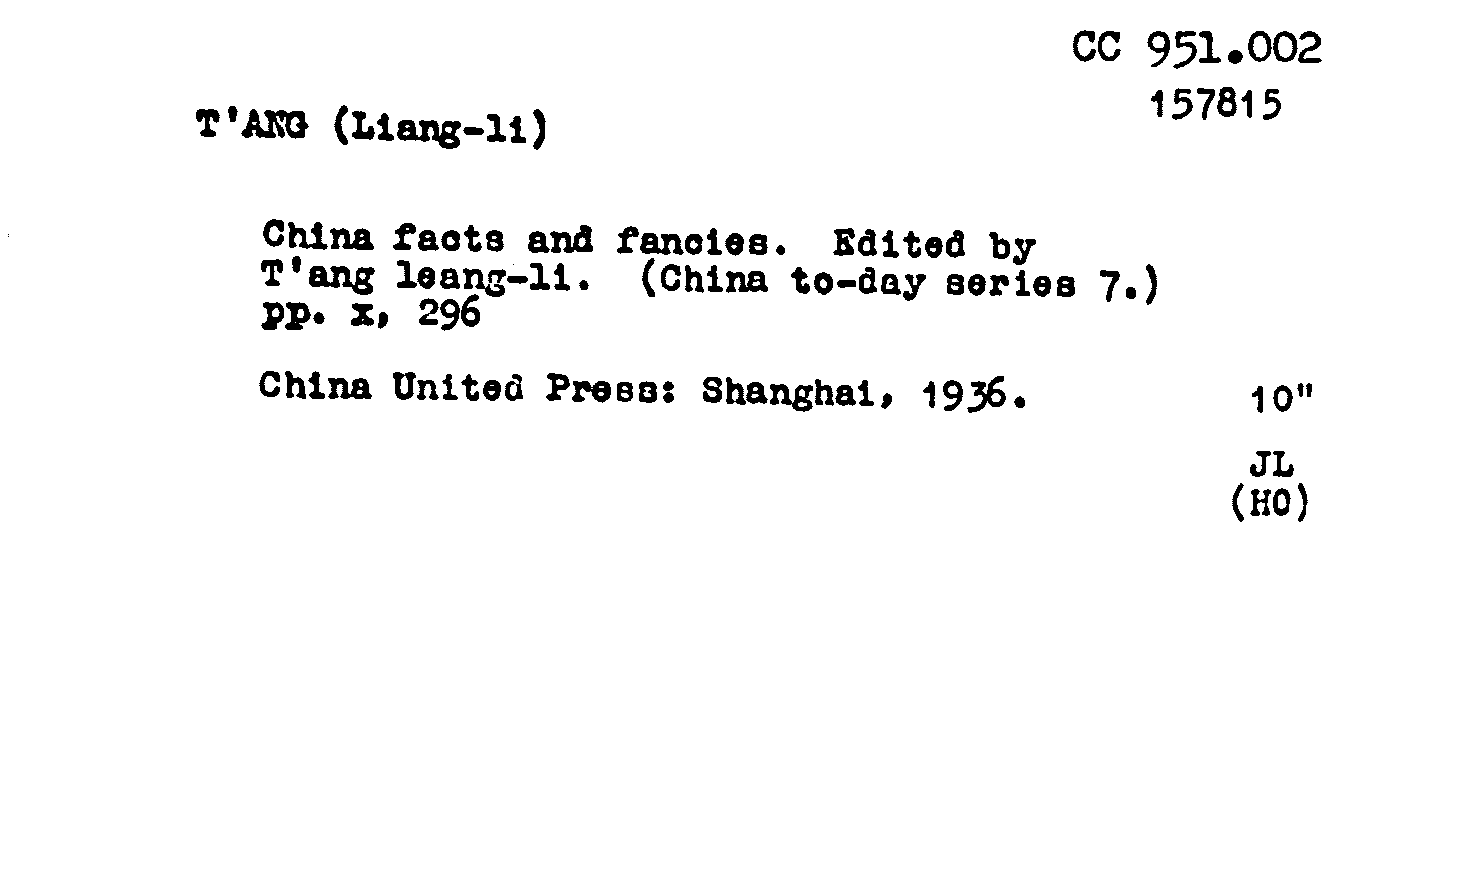 CC 951.002
157815
T'ANG (Liang-li)
China facts and fancies. Edited by
T'ang leang-li. (China to-day series 7.)
pp. x, 296
China United Press: Shanghai, 1936.
10"
JL
(HO)